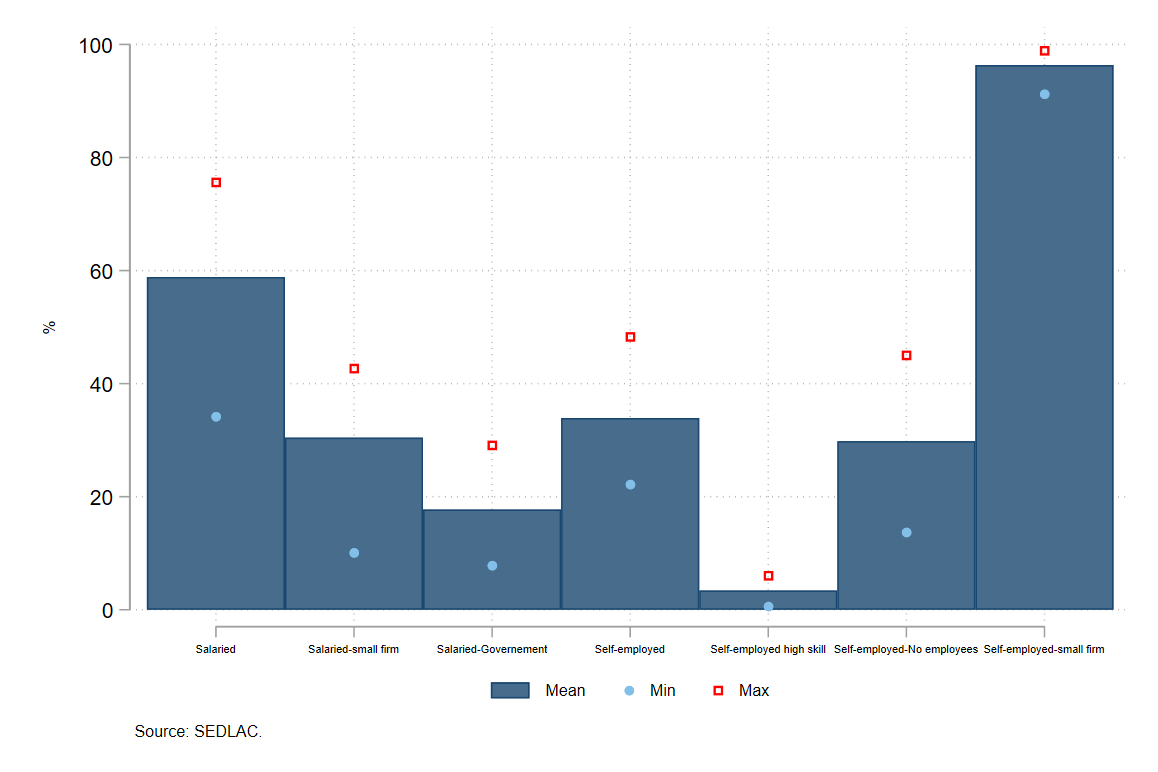 100
80
60
40
20
0
%
Salaried Salaried-small firm Salaried-Governement Self-employed Self-employed high skill Self-employed-No employees Self-employed-small firm
Mean Min Max
Source: SEDLAC.